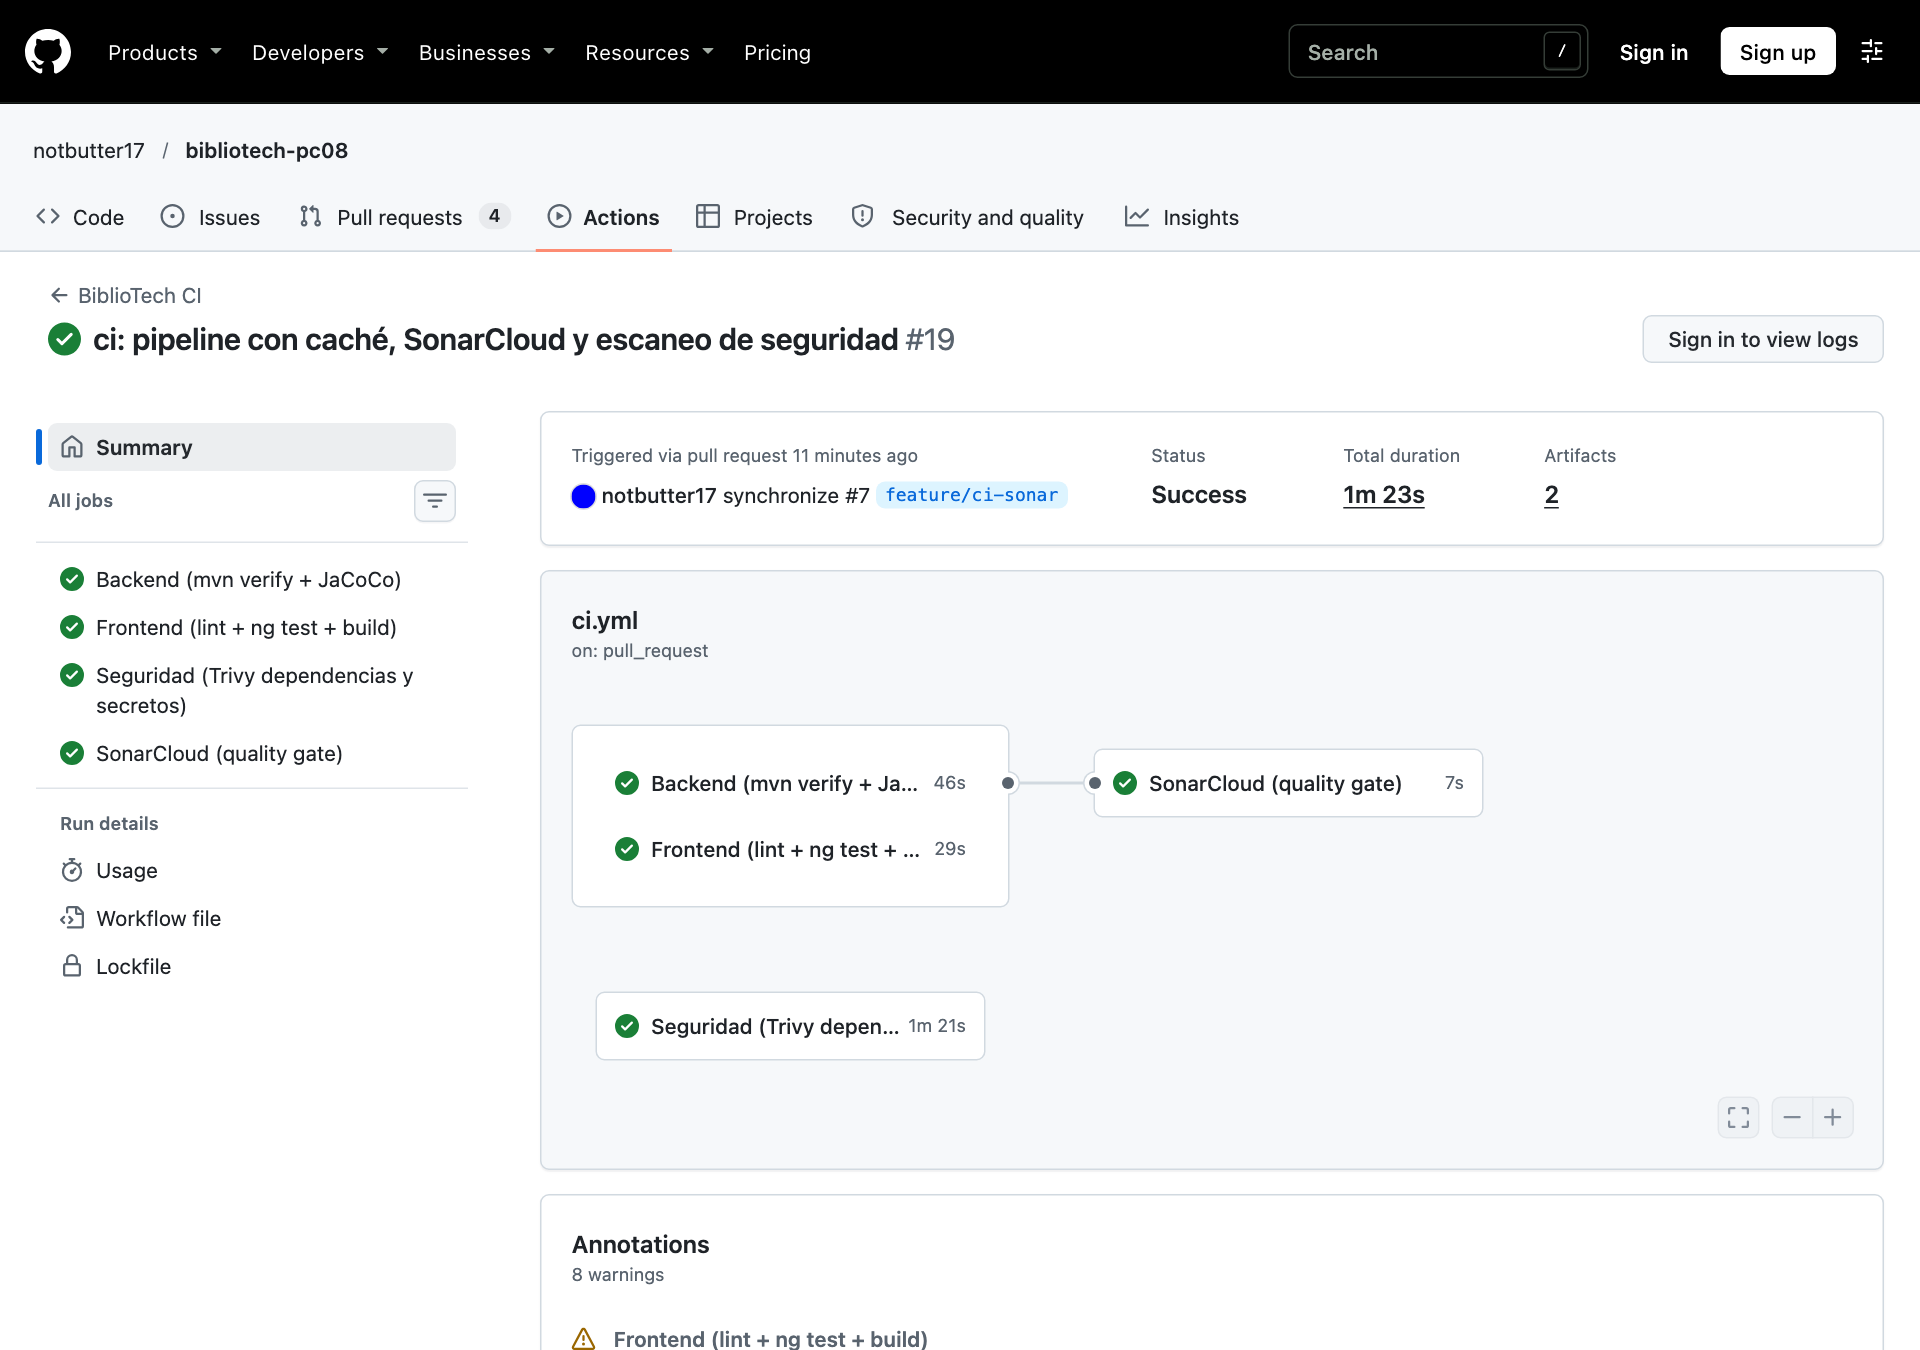 Products Developers Businesses Resources Pricing Search / Sign in Sign up
notbutter17 / bibliotech-pc08
Code Issues Pull requests 4 Actions Projects Security and quality Insights
BiblioTech CI
ci: pipeline con caché, SonarCloud y escaneo de seguridad #19
Sign in to view logs
Summary
All jobs
Backend (mvn verify + JaCoCo)
Frontend (lint + ng test + build)
Seguridad (Trivy dependencias y
secretos)
SonarCloud (quality gate)
Run details
Usage
Workflow file
Lockfile
Triggered via pull request 11 minutes ago
notbutter17 synchronize #7 feature/ci-sonar
Status
Success
Total duration
1m 23s
Artifacts
2
ci.yml
on: pull_request
Backend (mvn verify + Ja... 46s
Frontend (lint + ng test + ... 29s
SonarCloud (quality gate) 7s
Seguridad (Trivy depen... 1m 21s
Annotations
8 warnings
Frontend (lint + ng test + build)